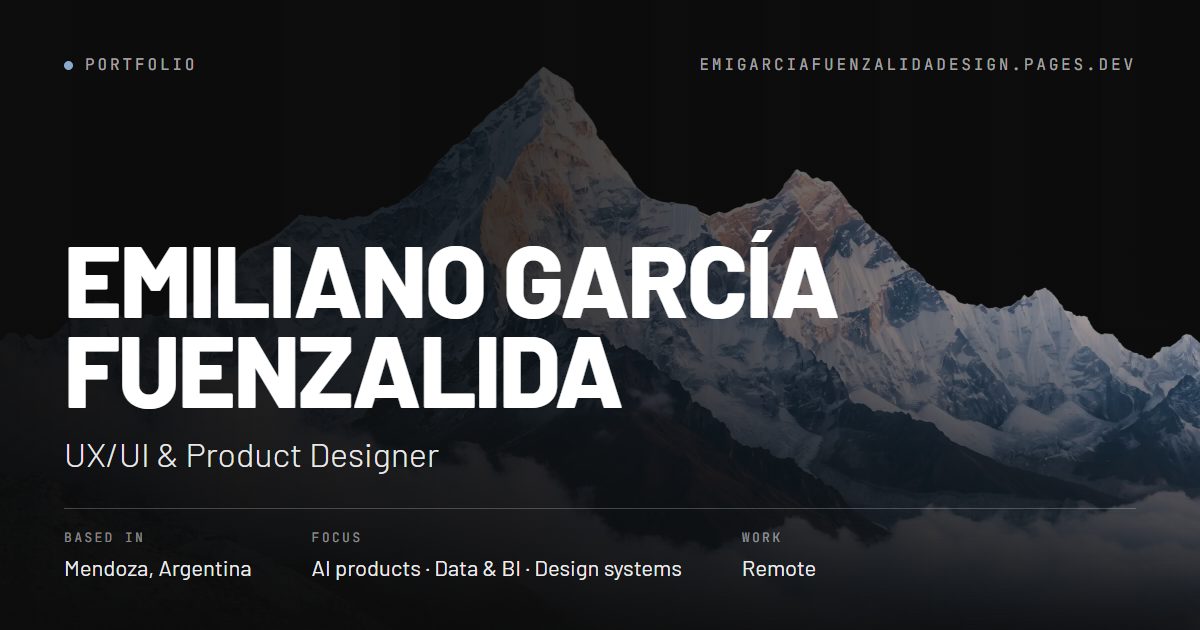 PORTFOLIO
EMIGARCIAFUENZALIDADESIGN.PAGES.DEV
EMILIANO GARCÍA
FUENZALIDA
UX/UI & Product Designer
BASED IN
Mendoza, Argentina
FOCUS
AI products · Data & BI · Design systems
WORK
Remote